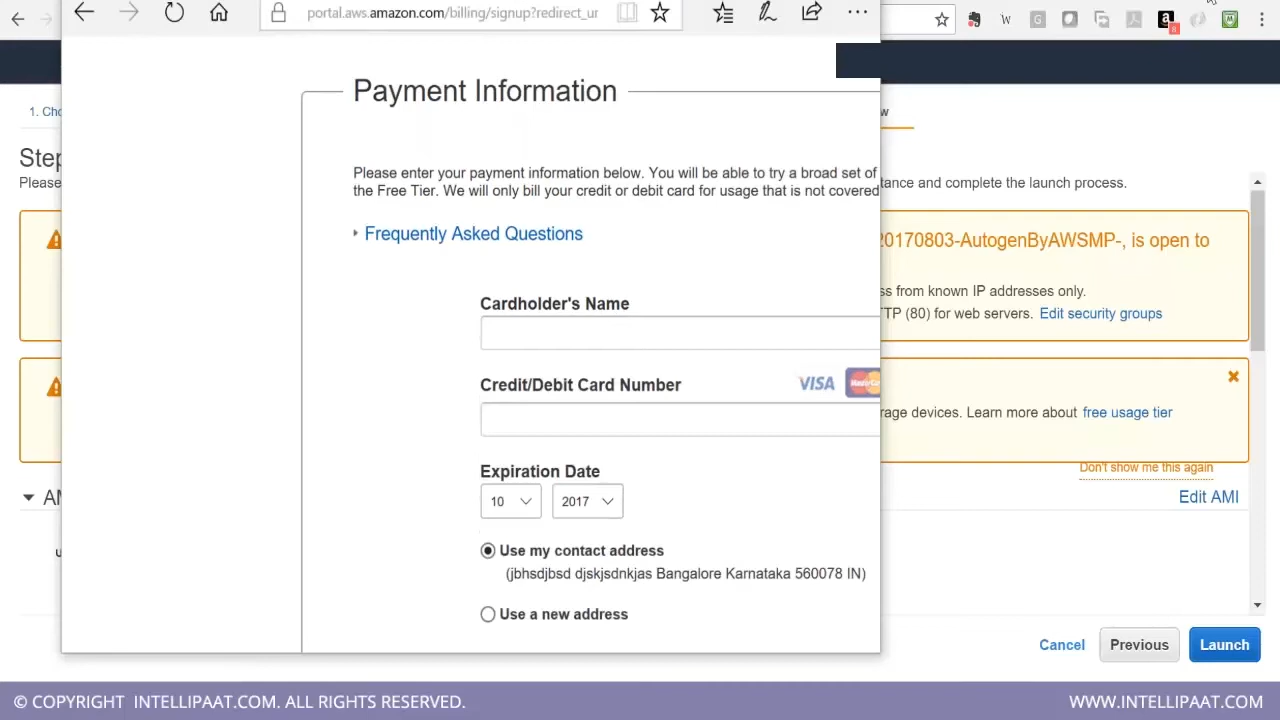 portal.aws.amazon.com/billing/signup?redirect_ur
Payment Information
1. Cho
w
Step
Please
Please enter your payment information below. You will be able to try a broad set of
the Free Tier. We will only bill your credit or debit card for usage that is not covered
tance and complete the launch process.
Frequently Asked Questions
20170803-AutogenByAWSMP-, is open to
ss from known IP addresses only.
TTP (80) for web servers. Edit security groups
Cardholder's Name
Credit/Debit Card Number
VISA
MasterCa
rage devices. Learn more about free usage tier
Don't show me this again
Expiration Date
10 2017
AM
Edit AMI
Use my contact address
(jbhsdjbsd djskjsdnkjas Bangalore Karnataka 560078 IN)
Use a new address
Cancel Previous Launch
© COPYRIGHT INTELLIPAAT.COM. ALL RIGHTS RESERVED.
WWW.INTELLIPAAT.COM